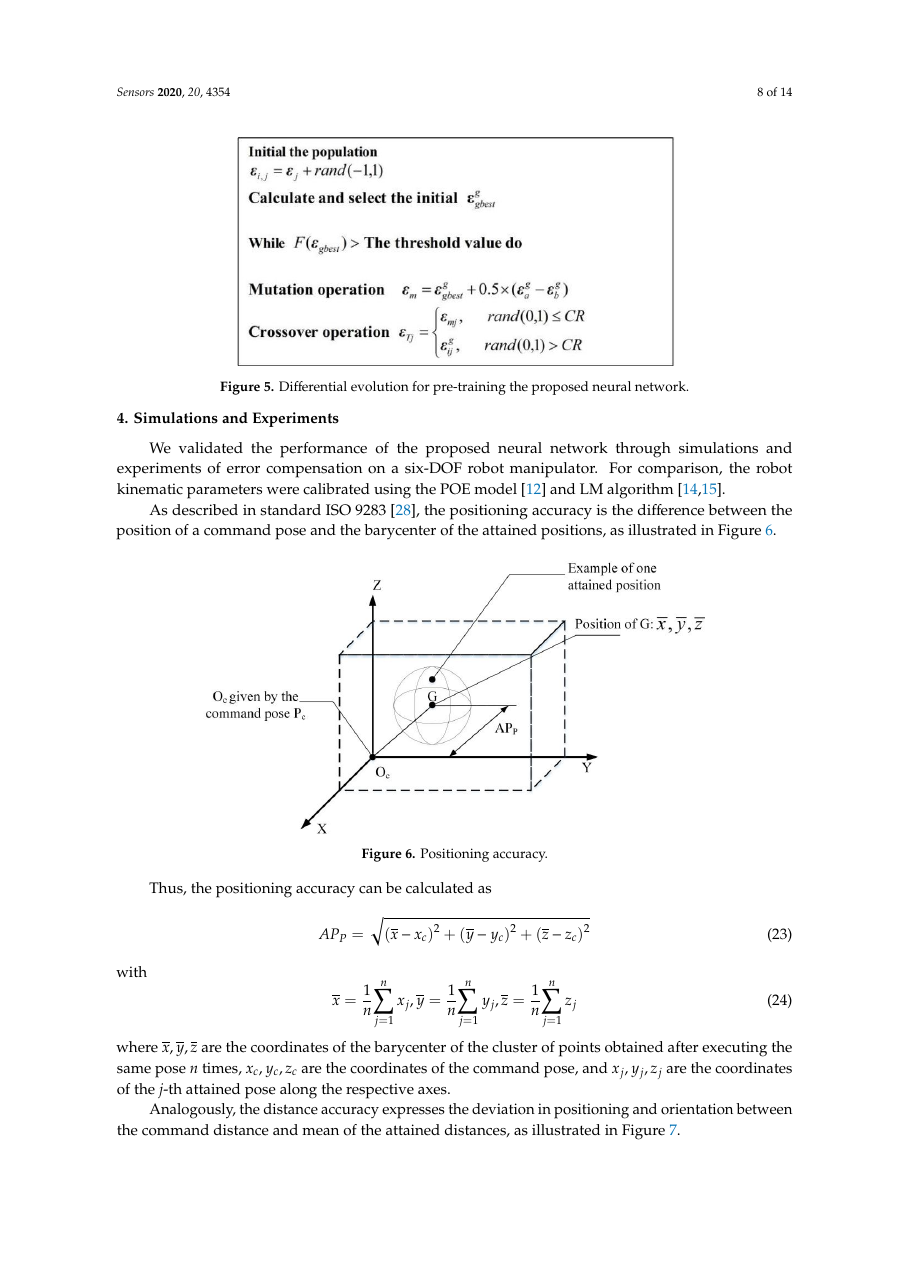 Sensors 2020, 20, 4354 8 of 14
Initial the population
ε_{i,j} = ε_j + rand(−1,1)
Calculate and select the initial ε^g_{gbest}
While F(ε_{gbest}) > The threshold value do
Mutation operation ε_m = ε^g_{gbest} + 0.5×(ε^g_a − ε^g_b)
Crossover operation ε_{Tj} = { ε_{mj}, rand(0,1) ≤ CR
ε^g_{ij}, rand(0,1) > CR
Figure 5. Differential evolution for pre-training the proposed neural network.
4. Simulations and Experiments
We validated the performance of the proposed neural network through simulations and
experiments of error compensation on a six-DOF robot manipulator. For comparison, the robot
kinematic parameters were calibrated using the POE model [12] and LM algorithm [14,15].
As described in standard ISO 9283 [28], the positioning accuracy is the difference between the
position of a command pose and the barycenter of the attained positions, as illustrated in Figure 6.
Example of one
attained position
Z
Position of G: x̅, y̅, z̅
O_c given by the
command pose P_c
G
AP_P
O_c
Y
X
Figure 6. Positioning accuracy.
Thus, the positioning accuracy can be calculated as
AP_P = √((x̅ − x_c)² + (y̅ − y_c)² + (z̅ − z_c)²) (23)
with
x̅ = 1/n ∑_{j=1}^{n} x_j, y̅ = 1/n ∑_{j=1}^{n} y_j, z̅ = 1/n ∑_{j=1}^{n} z_j (24)
where x̅, y̅, z̅ are the coordinates of the barycenter of the cluster of points obtained after executing the
same pose n times, x_c, y_c, z_c are the coordinates of the command pose, and x_j, y_j, z_j are the coordinates
of the j-th attained pose along the respective axes.
Analogously, the distance accuracy expresses the deviation in positioning and orientation between
the command distance and mean of the attained distances, as illustrated in Figure 7.